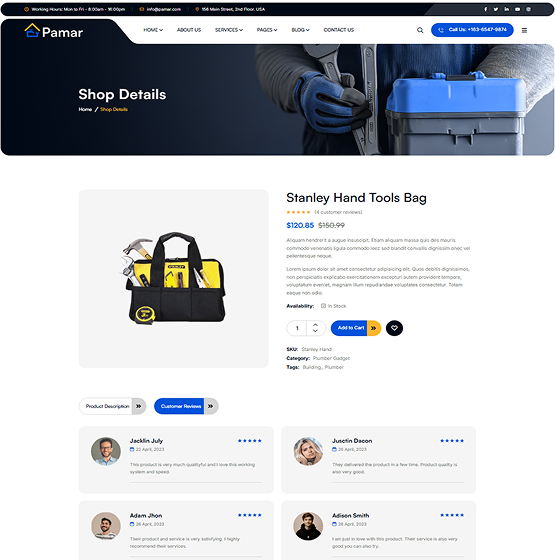 Working Hours: Mon to Fri - 8:00am - 16:00pm
info@pamar.com
156 Main Street, 2nd Floor, USA
Pamar
HOME
ABOUT US
SERVICES
PAGES
BLOG
CONTACT US
Call Us: +163-6547-9874
Shop Details
Home / Shop Details
Stanley Hand Tools Bag
(4 customer reviews)
$120.85 $150.99
Aliquam hendrerit a augue insuscipit. Etiam aliquam massa quis des mauris
commodo venenatis ligula commodo leez sed blandit convallis dignissim onec vel
pellentesque neque.
Lorem ipsum dolor sit amet consectetur adipisicing elit. Quos debitis dignissimos,
non perspiciatis excepturi autem provident tempore,
voluptatum eveniet, magnam itum repudiandae voluptates consectetur. Totam
eaque non odio.
Availability: In Stock
1
Add to Cart
SKU: Stanley Hand
Category: Plumber Gadget
Tags: Building, Plumber
Product Description
Customer Reviews
Jacklin July
22 April, 2023
This product is very much qualityful and I love this working
system and speed.
Jusctin Dacon
25 April, 2023
They delivered the product in a few time. Product quality is
also very good.
Adam Jhon
26 April, 2023
Their product and service is very satisfying. I highly
recommend their services.
Adison Smith
28 April, 2023
I am just in love with this product. Their service is also very
good you can also try.